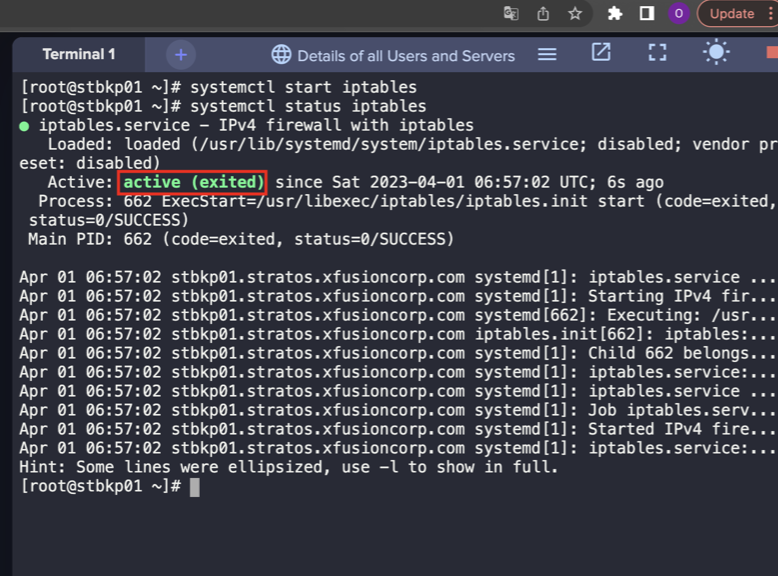 O
Update
Terminal 1
+
Details of all Users and Servers
[root@stbkp01 ~]# systemctl start iptables
[root@stbkp01 ~]# systemctl status iptables
● iptables.service - IPv4 firewall with iptables
Loaded: loaded (/usr/lib/systemd/system/iptables.service; disabled; vendor pr
eset: disabled)
Active: active (exited) since Sat 2023-04-01 06:57:02 UTC; 6s ago
Process: 662 ExecStart=/usr/libexec/iptables/iptables.init start (code=exited,
status=0/SUCCESS)
Main PID: 662 (code=exited, status=0/SUCCESS)
Apr 01 06:57:02 stbkp01.stratos.xfusioncorp.com systemd[1]: iptables.service ...
Apr 01 06:57:02 stbkp01.stratos.xfusioncorp.com systemd[1]: Starting IPv4 fir...
Apr 01 06:57:02 stbkp01.stratos.xfusioncorp.com systemd[662]: Executing: /usr...
Apr 01 06:57:02 stbkp01.stratos.xfusioncorp.com iptables.init[662]: iptables:...
Apr 01 06:57:02 stbkp01.stratos.xfusioncorp.com systemd[1]: Child 662 belongs...
Apr 01 06:57:02 stbkp01.stratos.xfusioncorp.com systemd[1]: iptables.service:...
Apr 01 06:57:02 stbkp01.stratos.xfusioncorp.com systemd[1]: iptables.service ...
Apr 01 06:57:02 stbkp01.stratos.xfusioncorp.com systemd[1]: Job iptables.serv...
Apr 01 06:57:02 stbkp01.stratos.xfusioncorp.com systemd[1]: Started IPv4 fire...
Apr 01 06:57:02 stbkp01.stratos.xfusioncorp.com systemd[1]: iptables.service:...
Hint: Some lines were ellipsized, use -l to show in full.
[root@stbkp01 ~]#